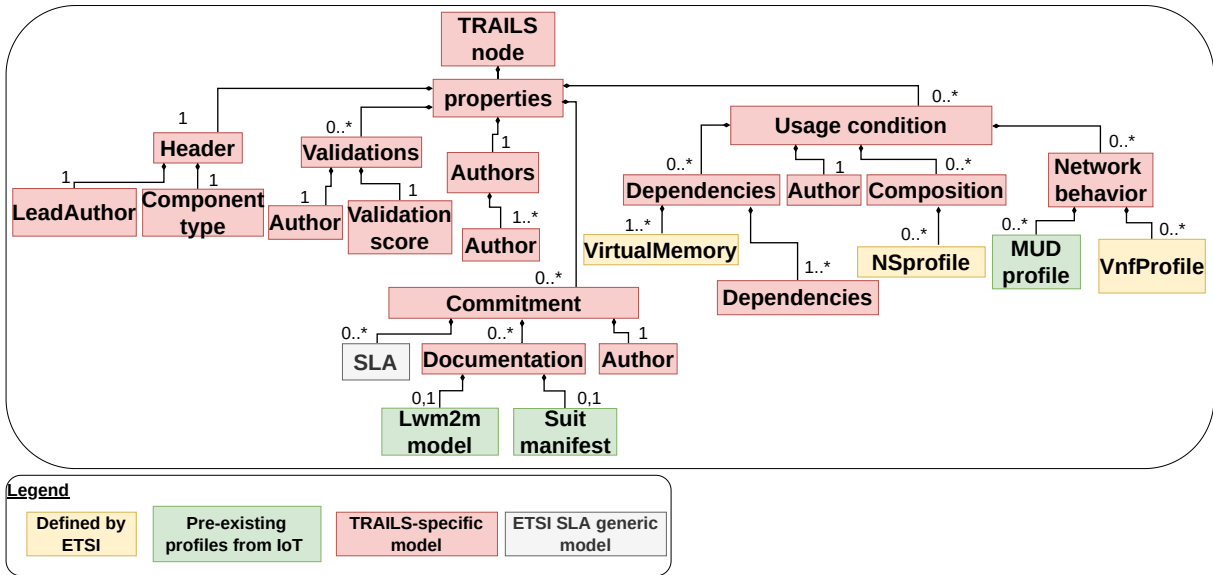 TRAILS
node
properties
1
0..*
1
0..*
Header
Validations
Authors
Usage condition
1
1
1
1
1..*
0..*
1
0..*
0..*
LeadAuthor
Component
type
Author
Validation
score
Author
Dependencies
Author
Composition
Network
behavior
1..*
1..*
0..*
0..*
0..*
VirtualMemory
Dependencies
NSprofile
MUD
profile
VnfProfile
0..*
Commitment
0..*
0..*
1
SLA
Documentation
Author
0,1
0,1
Lwm2m
model
Suit
manifest
Legend
Defined by
ETSI
Pre-existing
profiles from IoT
TRAILS-specific
model
ETSI SLA generic
model